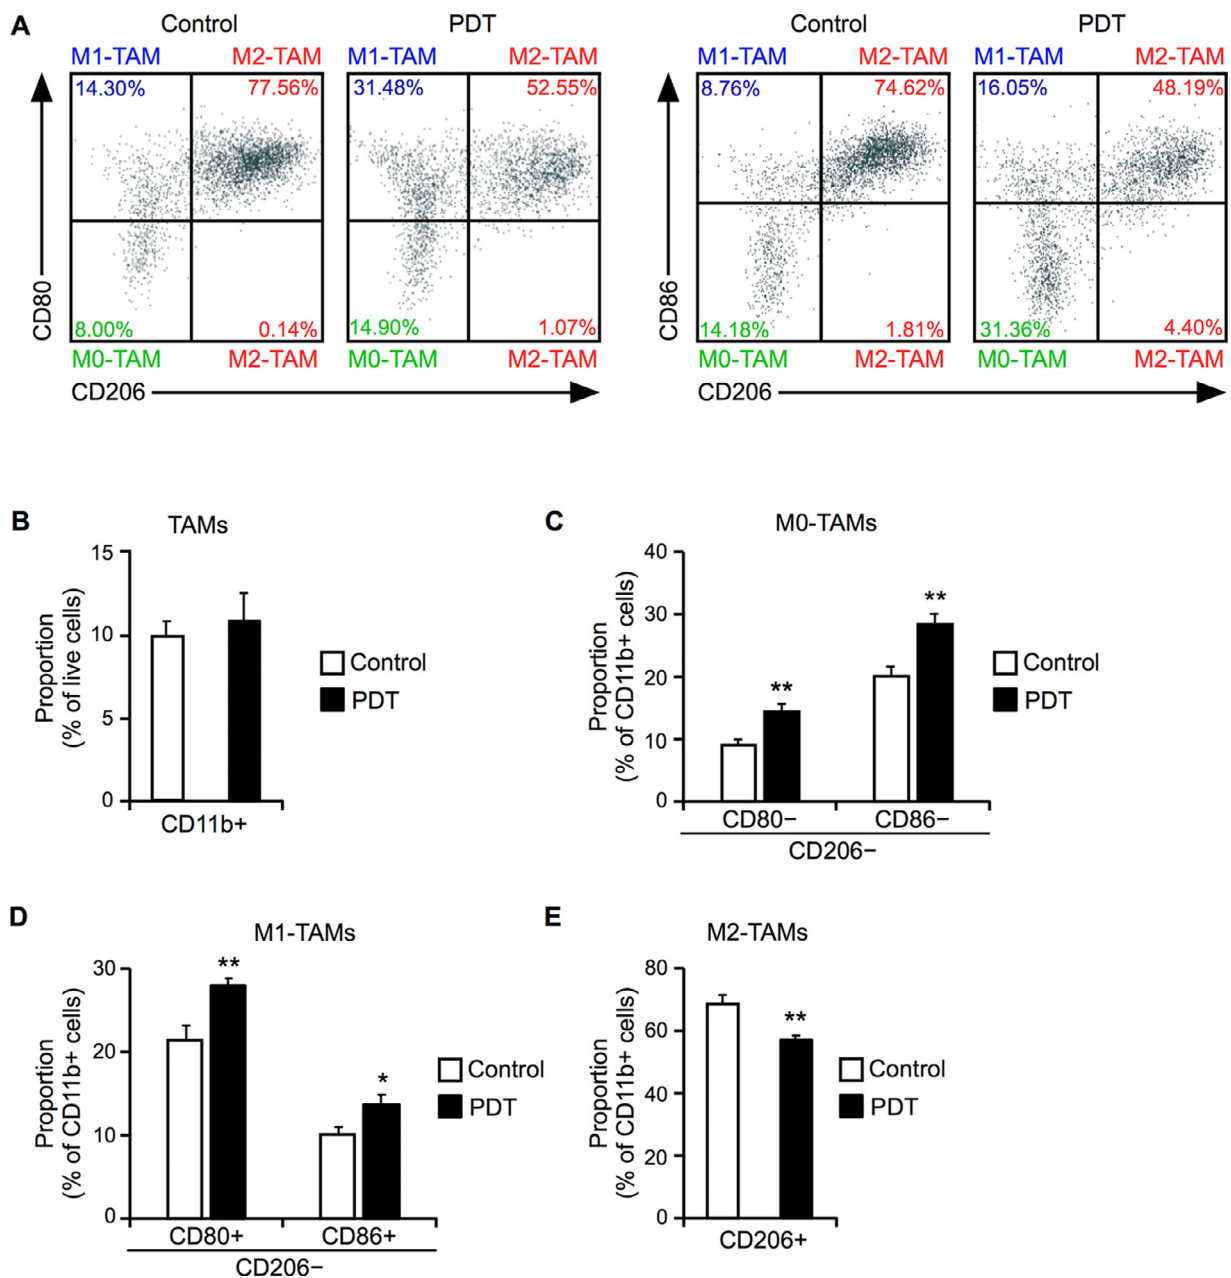 A
Control
PDT
Control
PDT
M1-TAM
M2-TAM
M1-TAM
M2-TAM
M1-TAM
M2-TAM
M1-TAM
M2-TAM
14.30%
77.56%
31.48%
52.55%
8.76%
74.62%
16.05%
48.19%
CD80
CD86
8.00%
0.14%
14.90%
1.07%
14.18%
1.81%
31.36%
4.40%
M0-TAM
M2-TAM
M0-TAM
M2-TAM
M0-TAM
M2-TAM
M0-TAM
M2-TAM
CD206
CD206
B
TAMs
Proportion
(% of live cells)
15
10
5
0
CD11b+
Control
PDT
C
M0-TAMs
Proportion
(% of CD11b+ cells)
40
30
20
10
0
**
**
CD80−
CD86−
CD206−
Control
PDT
D
M1-TAMs
Proportion
(% of CD11b+ cells)
30
20
10
0
**
*
CD80+
CD86+
CD206−
Control
PDT
E
M2-TAMs
Proportion
(% of CD11b+ cells)
80
60
40
20
0
**
CD206+
Control
PDT